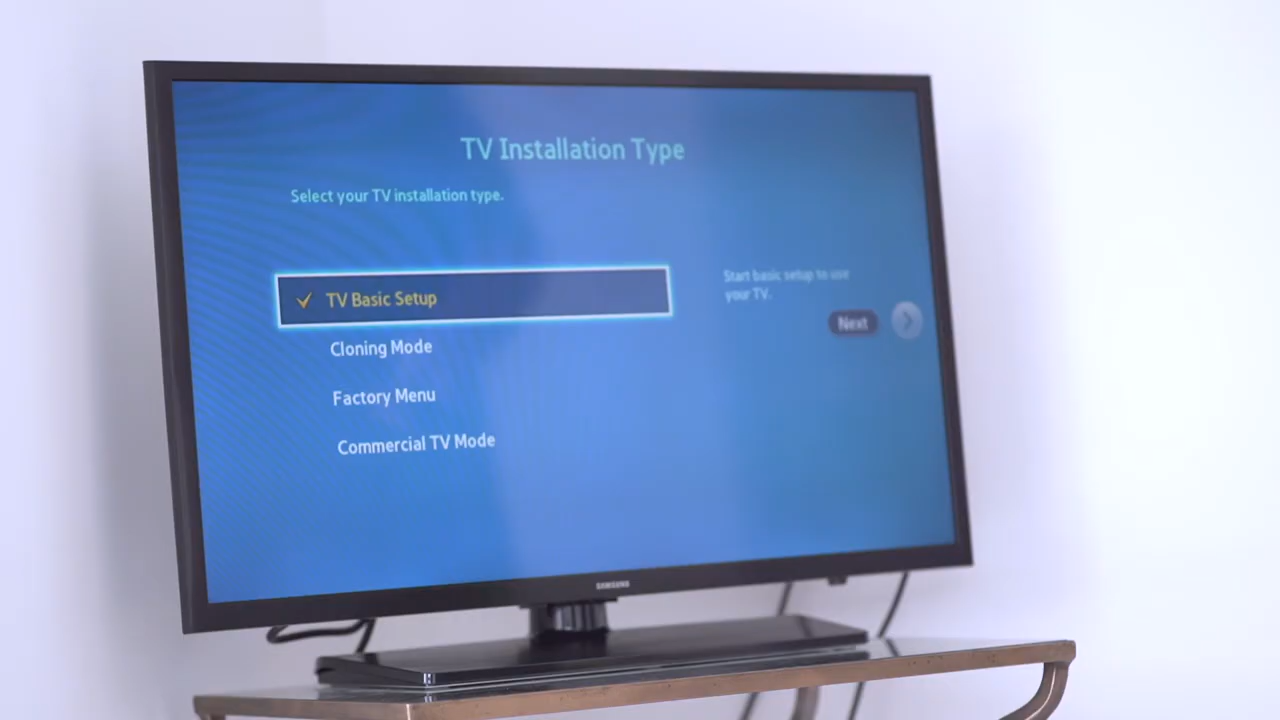 TV Installation Type
Select your TV installation type.
TV Basic Setup
Start basic setup to use
your TV.
Next
Cloning Mode
Factory Menu
Commercial TV Mode
SAMSUNG